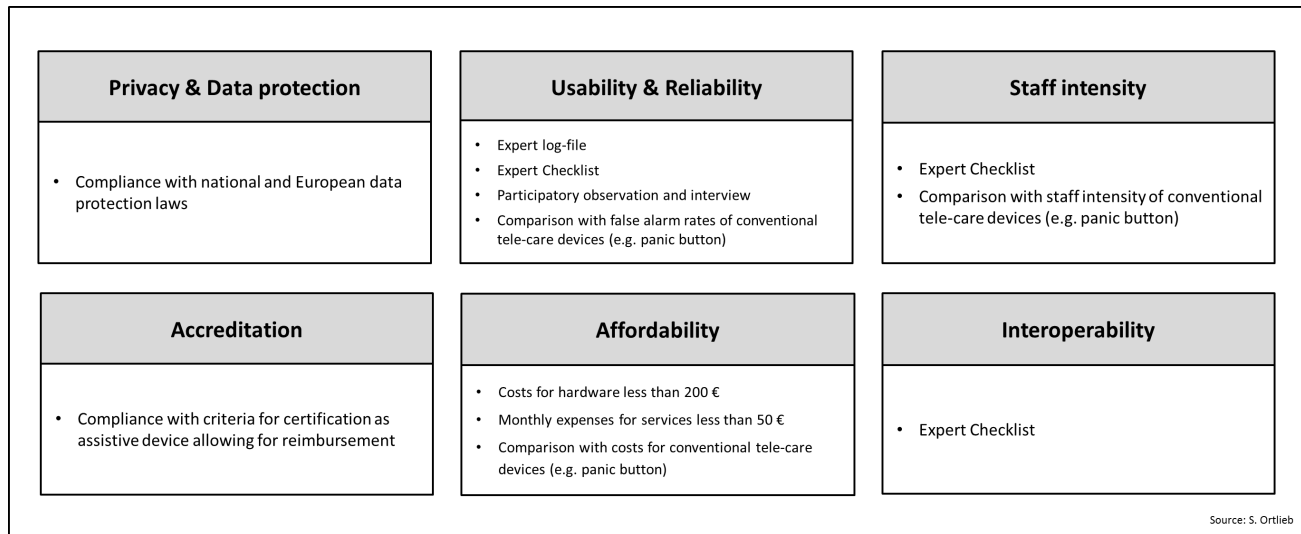 Privacy & Data protection
• Compliance with national and European data
protection laws
Usability & Reliability
• Expert log-file
• Expert Checklist
• Participatory observation and interview
• Comparison with false alarm rates of conventional
tele-care devices (e.g. panic button)
Staff intensity
• Expert Checklist
• Comparison with staff intensity of conventional
tele-care devices (e.g. panic button)
Accreditation
• Compliance with criteria for certification as
assistive device allowing for reimbursement
Affordability
• Costs for hardware less than 200 €
• Monthly expenses for services less than 50 €
• Comparison with costs for conventional tele-care
devices (e.g. panic button)
Interoperability
• Expert Checklist
Source: S. Ortlieb